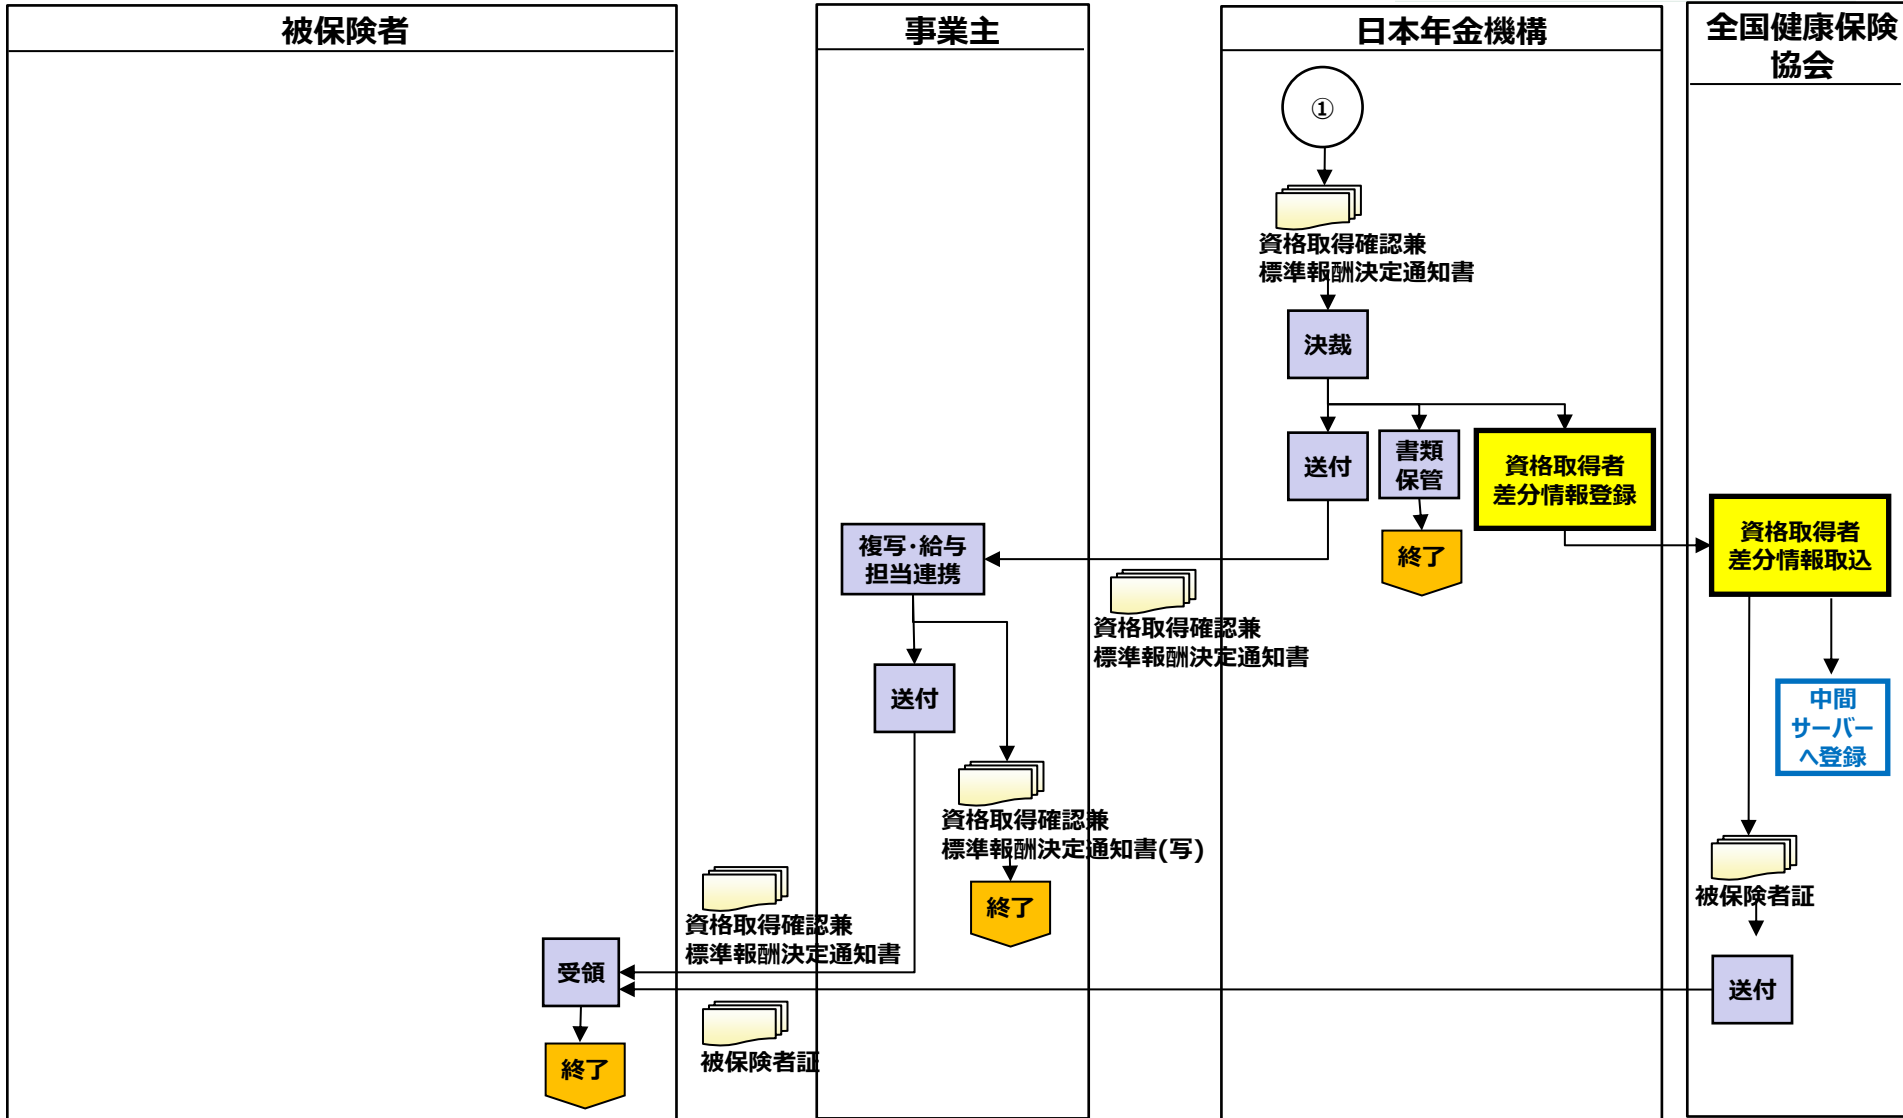 被保険者
事業主
日本年金機構
全国健康保険
協会
①
資格取得確認兼
標準報酬決定通知書
決裁
送付
書類
保管
資格取得者
差分情報登録
終了
資格取得者
差分情報取込
複写・給与
担当連携
資格取得確認兼
標準報酬決定通知書
送付
中間
サーバー
へ登録
資格取得確認兼
標準報酬決定通知書(写)
終了
被保険者証
資格取得確認兼
標準報酬決定通知書
受領
送付
被保険者証
終了